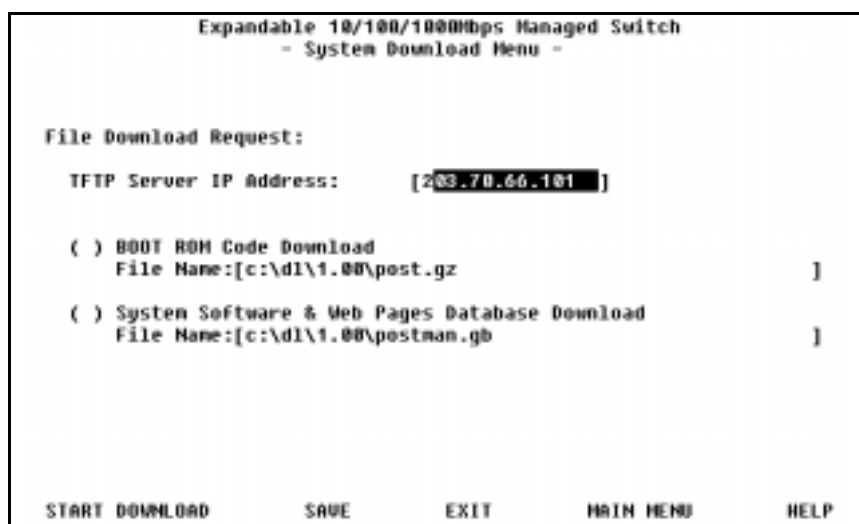 Expandable 10/100/1000Mbps Managed Switch
- System Download Menu -
File Download Request:
TFTP Server IP Address: [203.70.66.101 ]
( ) BOOT ROM Code Download
File Name:[c:\dl\1.00\post.gz ]
( ) System Software & Web Pages Database Download
File Name:[c:\dl\1.00\postman.gb ]
START DOWNLOAD SAVE EXIT MAIN MENU HELP